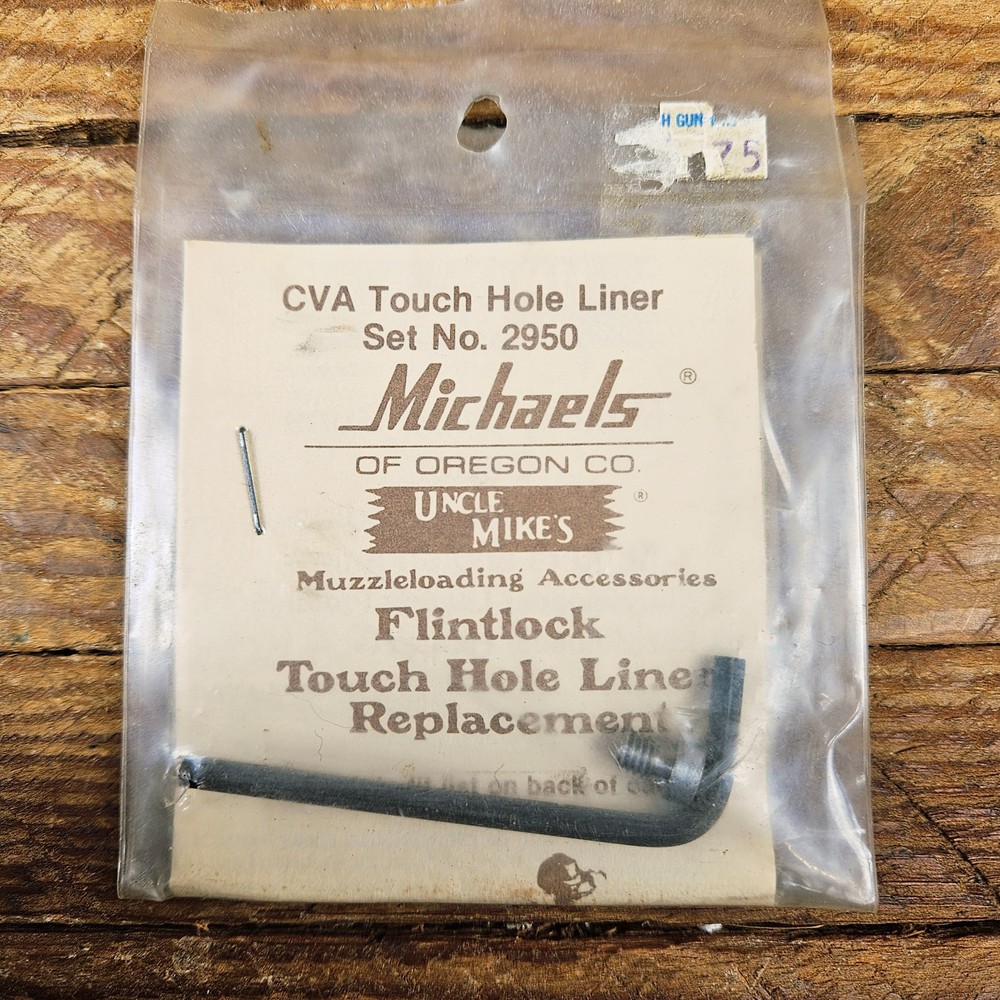 H GUN
75
CVA Touch Hole Liner
Set No. 2950
Michaels ®
OF OREGON CO.
UNCLE ®
MIKE'S
Muzzleloading Accessories
Flintlock
Touch Hole Liner
Replacement
on back of